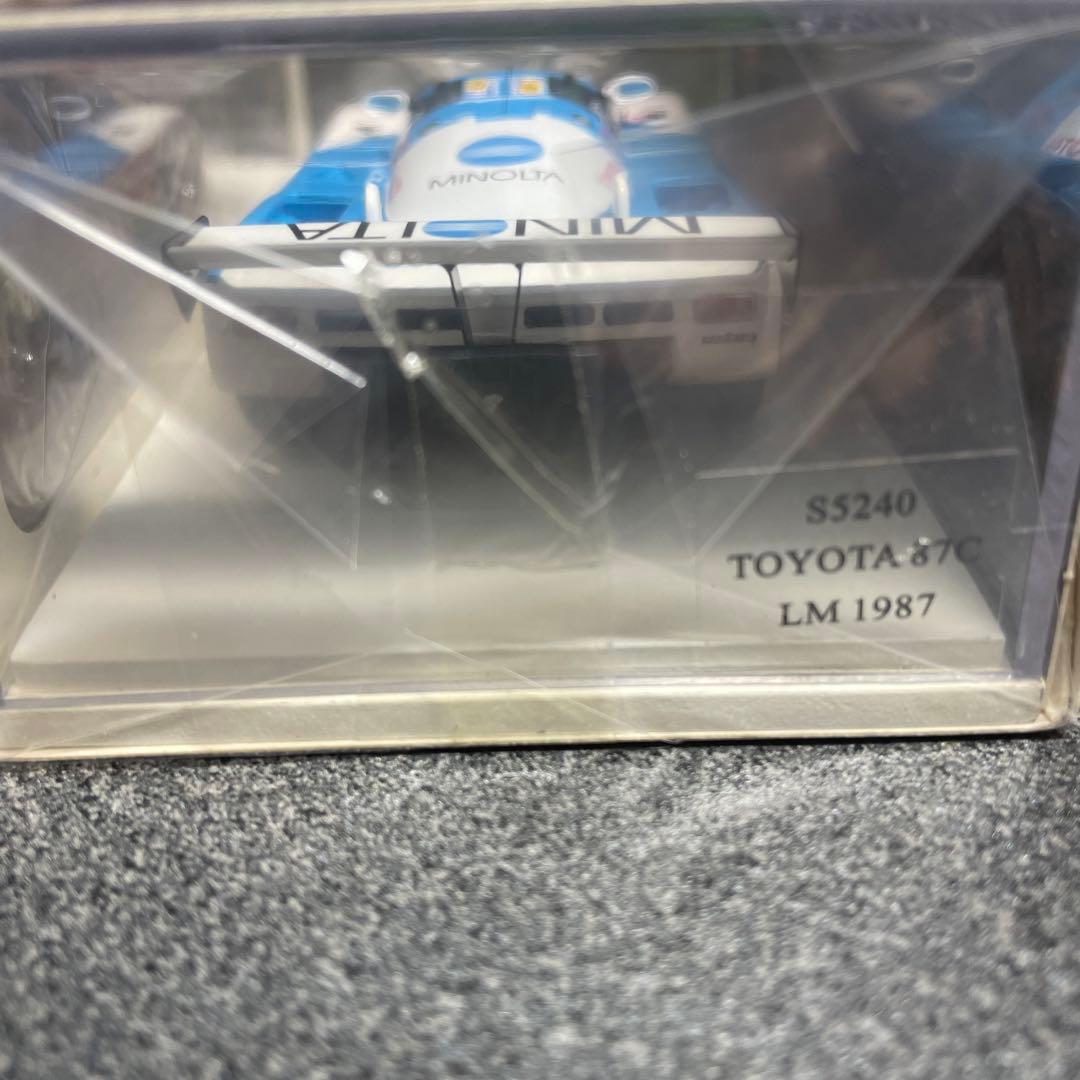 MINOLTA
MINOLTA
S5240
TOYOTA 87C
LM 1987